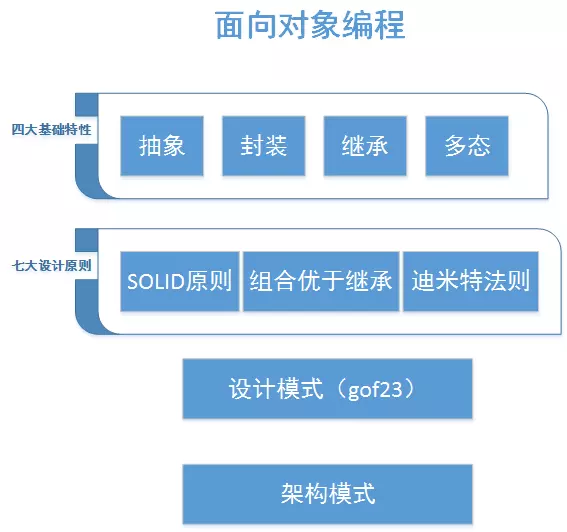 面向对象编程
四大基础特性
抽象 封装 继承 多态
七大设计原则
SOLID原则 组合优于继承 迪米特法则
设计模式（gof23）
架构模式